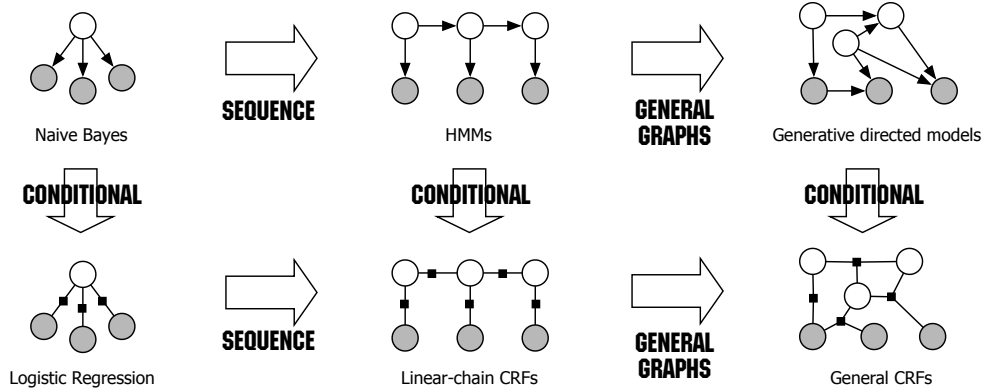 SEQUENCE
GENERAL
GRAPHS
Naive Bayes
HMMs
Generative directed models
CONDITIONAL
CONDITIONAL
CONDITIONAL
SEQUENCE
GENERAL
GRAPHS
Logistic Regression
Linear-chain CRFs
General CRFs